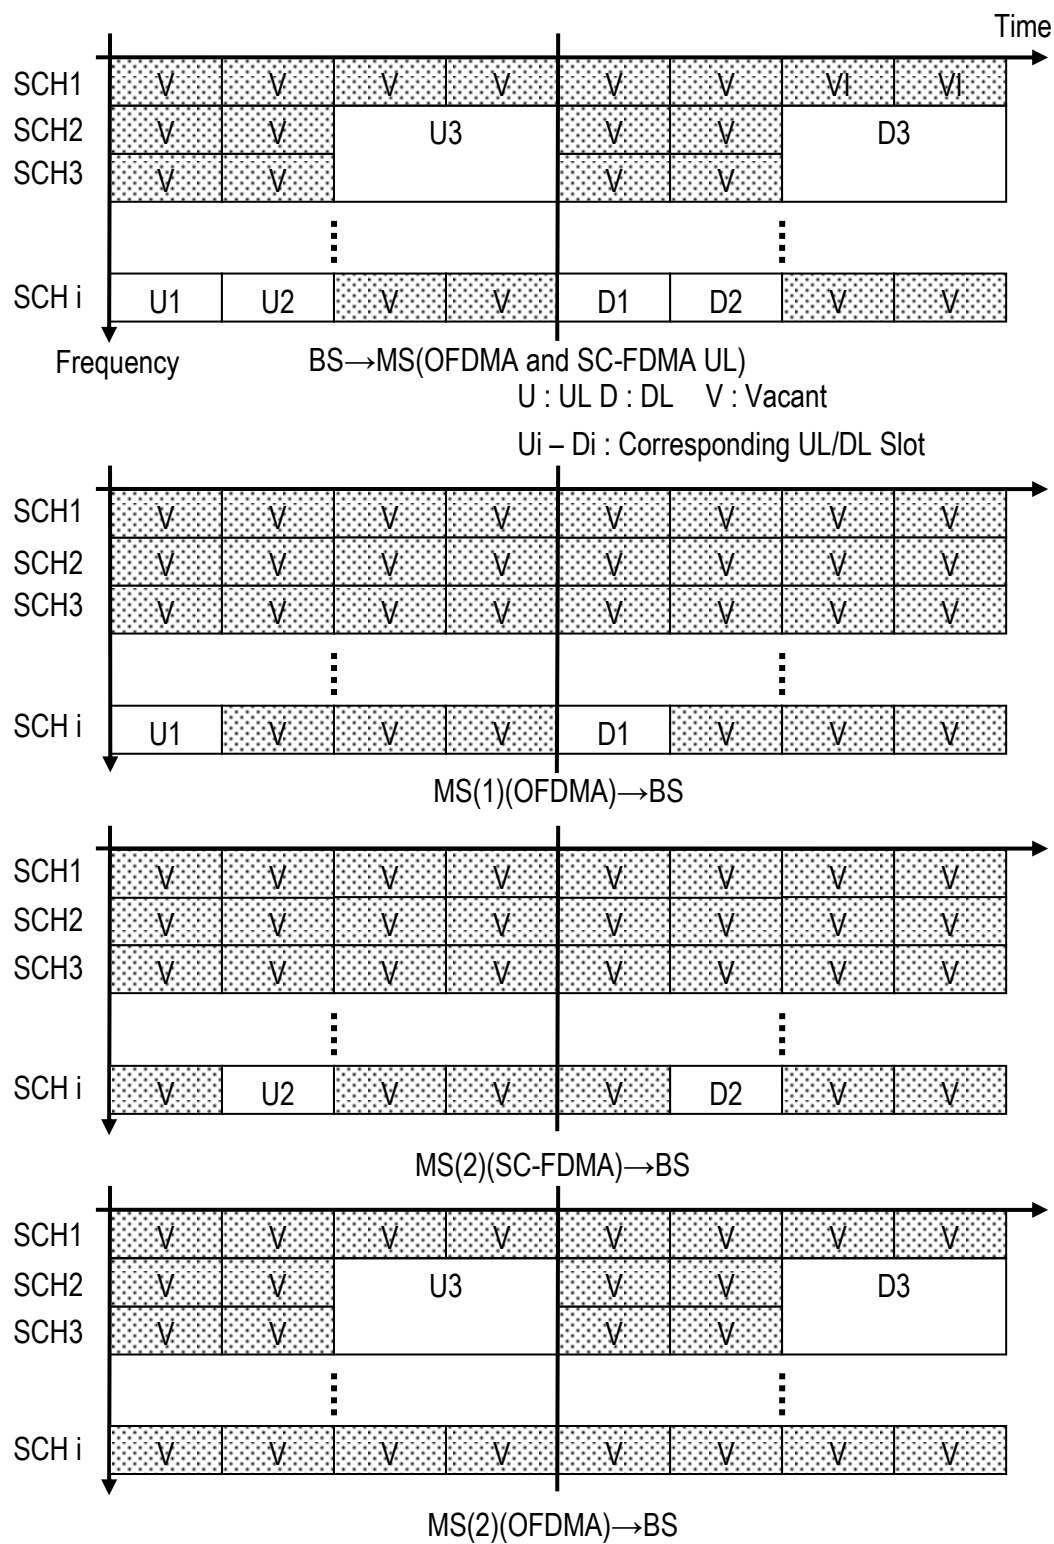 Time
SCH1 V V V V V V VI VI
SCH2 V V U3 V V D3
SCH3 V V V V
SCH i U1 U2 V V D1 D2 V V
Frequency BS→MS(OFDMA and SC-FDMA UL)
U : UL D : DL V : Vacant
Ui – Di : Corresponding UL/DL Slot
SCH1 V V V V V V V V
SCH2 V V V V V V V V
SCH3 V V V V V V V V
SCH i U1 V V V D1 V V V
MS(1)(OFDMA)→BS
SCH1 V V V V V V V V
SCH2 V V V V V V V V
SCH3 V V V V V V V V
SCH i V U2 V V V D2 V V
MS(2)(SC-FDMA)→BS
SCH1 V V V V V V V V
SCH2 V V U3 V V D3
SCH3 V V V V
SCH i V V V V V V V V
MS(2)(OFDMA)→BS